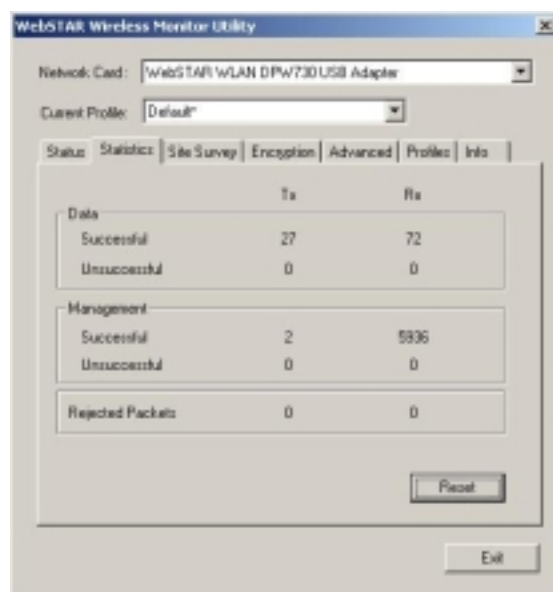 WebSTAR Wireless Monitor Utility
Network Card: WebSTAR WLAN DPW730 USB Adapter
Current Profile: Default*
Status Statistics Site Survey Encryption Advanced Profiles Info
Tx Rx
Data
Successful 27 72
Unsuccessful 0 0
Management
Successful 2 5936
Unsuccessful 0 0
Rejected Packets 0 0
Reset
Exit